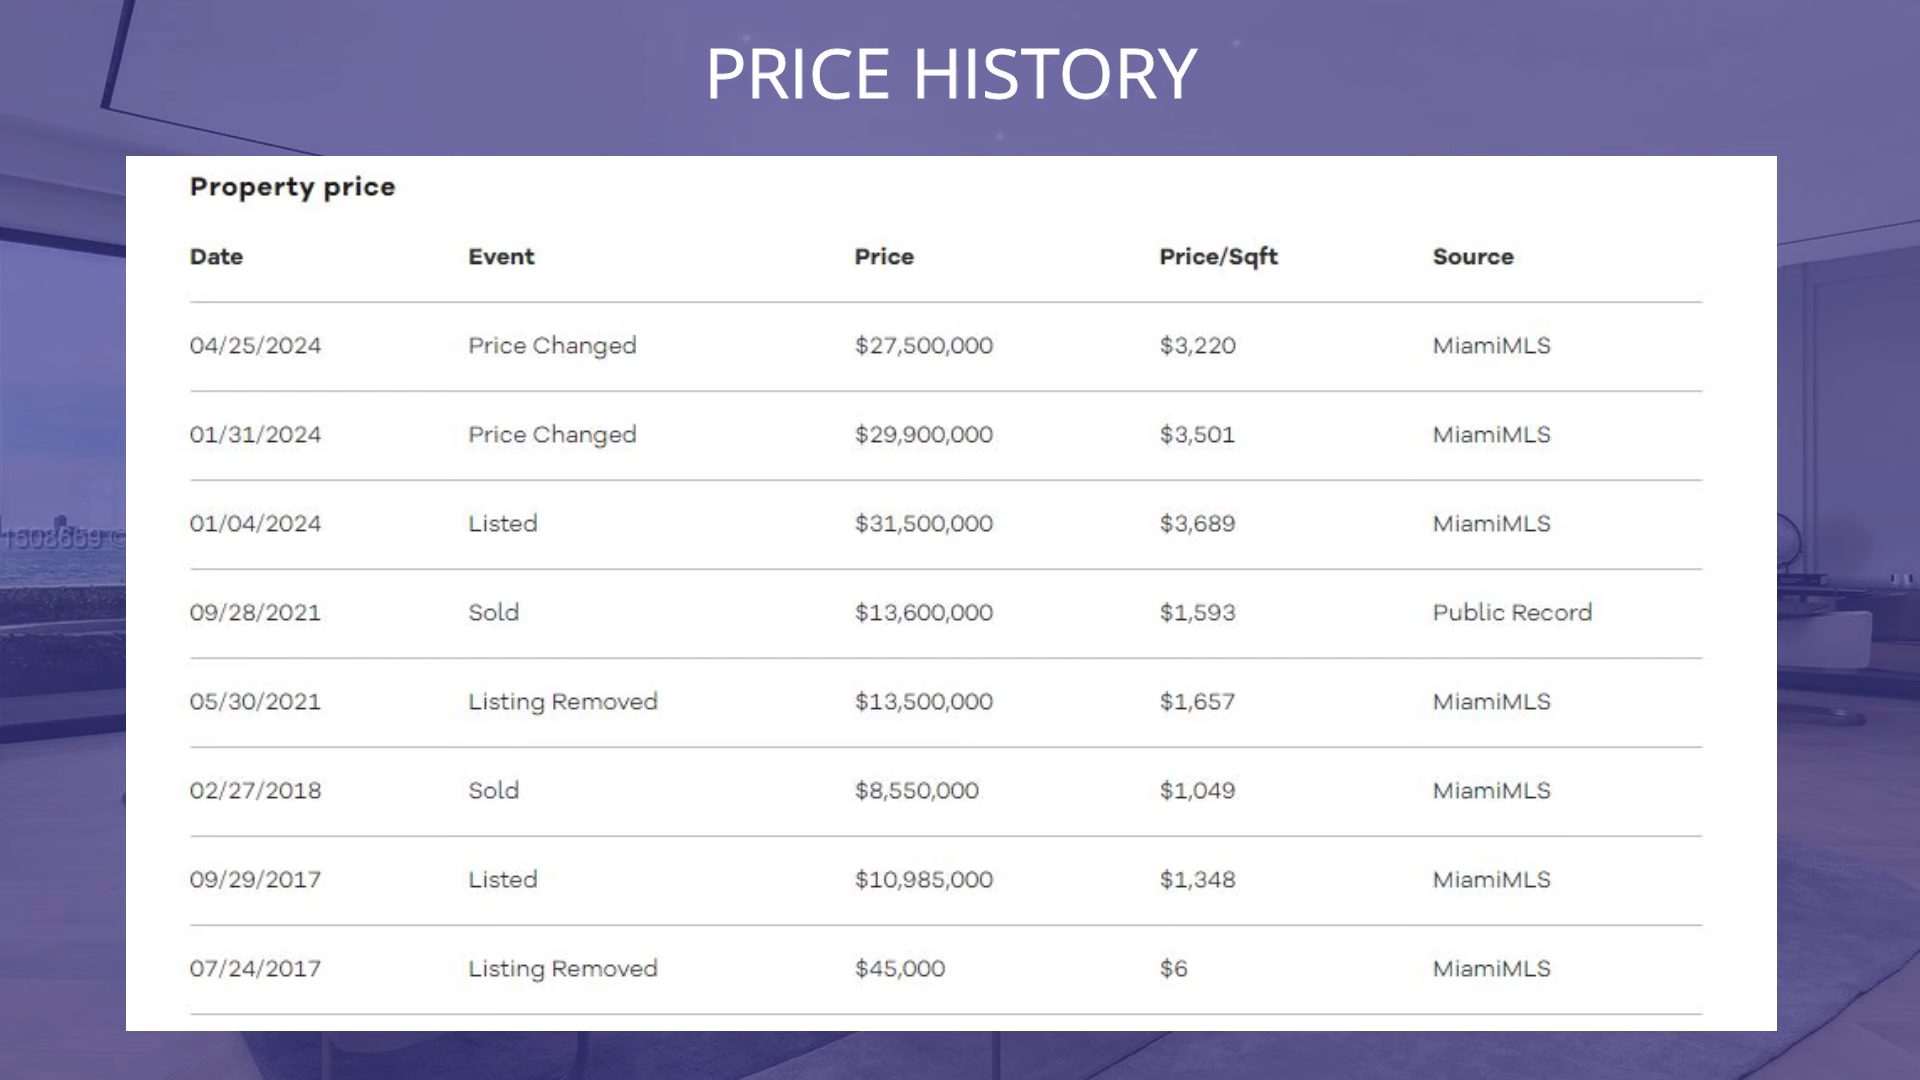 PRICE HISTORY
Property price
Date Event Price Price/Sqft Source
04/25/2024 Price Changed $27,500,000 $3,220 MiamiMLS
01/31/2024 Price Changed $29,900,000 $3,501 MiamiMLS
01/04/2024 Listed $31,500,000 $3,689 MiamiMLS
09/28/2021 Sold $13,600,000 $1,593 Public Record
05/30/2021 Listing Removed $13,500,000 $1,657 MiamiMLS
02/27/2018 Sold $8,550,000 $1,049 MiamiMLS
09/29/2017 Listed $10,985,000 $1,348 MiamiMLS
07/24/2017 Listing Removed $45,000 $6 MiamiMLS